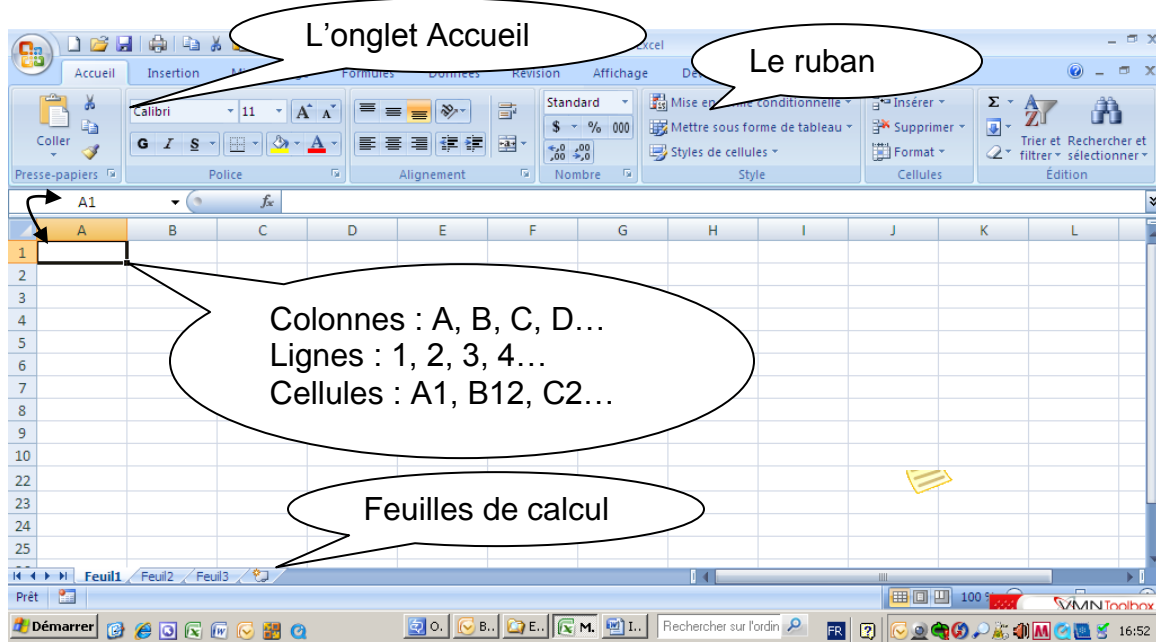 L'onglet Accueil
Le ruban
Accueil Insertion Formules Données Révision Affichage
Coller
Calibri 11
G I S
Standard
$ % 000
Mise en forme conditionnelle
Mettre sous forme de tableau
Styles de cellules
Insérer
Supprimer
Format
Σ
Trier et filtrer
Rechercher et sélectionner
Presse-papiers Police Alignement Nombre Style Cellules Édition
A1 fx
A B C D E F G H I J K L
1
2
3
4
5
6
7
8
9
10
22
23
24
25
Colonnes : A, B, C, D…
Lignes : 1, 2, 3, 4…
Cellules : A1, B12, C2…
Feuilles de calcul
Feuil1 Feuil2 Feuil3
Prêt 100 %
VMNToolbox
Démarrer O. B.. E.. M. I.. Rechercher sur l'ordin FR 16:52